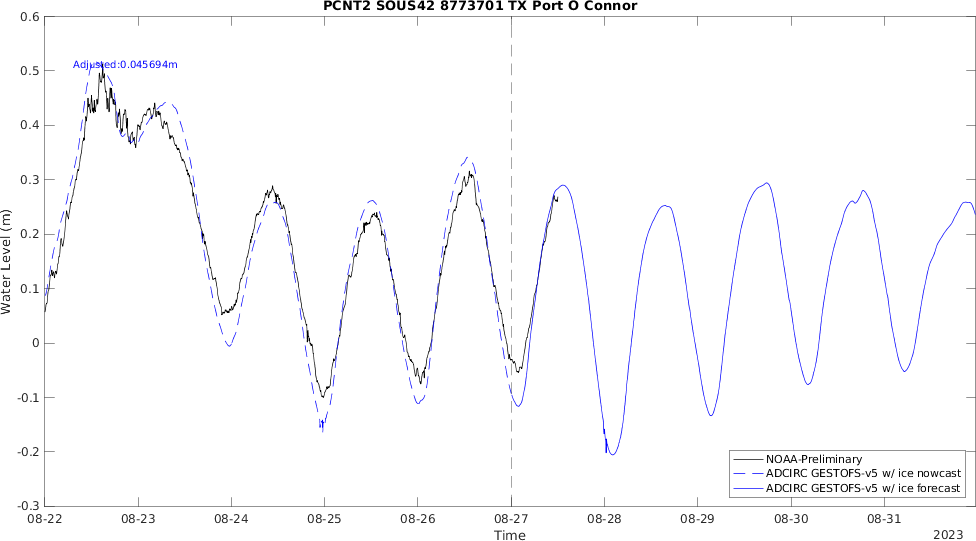 PCNT2 SOUS42 8773701 TX Port O Connor
0.6
0.5
0.4
0.3
0.2
0.1
0
-0.1
-0.2
-0.3
Water Level (m)
Adjusted:0.045694m
NOAA-Preliminary
ADCIRC GESTOFS-v5 w/ ice nowcast
ADCIRC GESTOFS-v5 w/ ice forecast
08-22 08-23 08-24 08-25 08-26 08-27 08-28 08-29 08-30 08-31
Time
2023